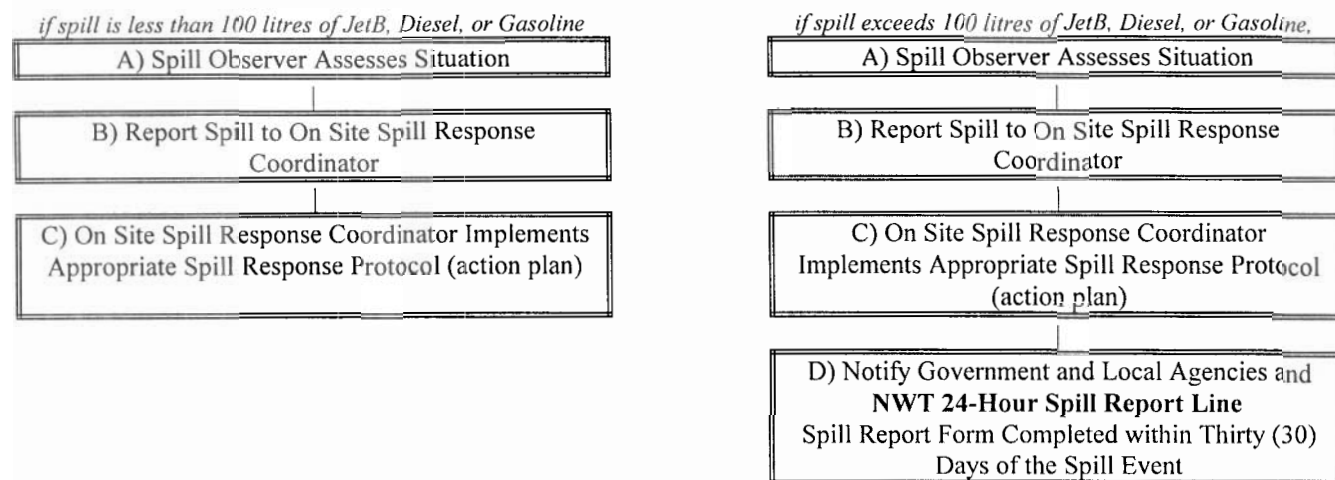 if spill is less than 100 litres of JetB, Diesel, or Gasoline
A) Spill Observer Assesses Situation
B) Report Spill to On Site Spill Response
Coordinator
C) On Site Spill Response Coordinator Implements
Appropriate Spill Response Protocol (action plan)
if spill exceeds 100 litres of JetB, Diesel, or Gasoline,
A) Spill Observer Assesses Situation
B) Report Spill to On Site Spill Response
Coordinator
C) On Site Spill Response Coordinator
Implements Appropriate Spill Response Protocol
(action plan)
D) Notify Government and Local Agencies and
NWT 24-Hour Spill Report Line
Spill Report Form Completed within Thirty (30)
Days of the Spill Event